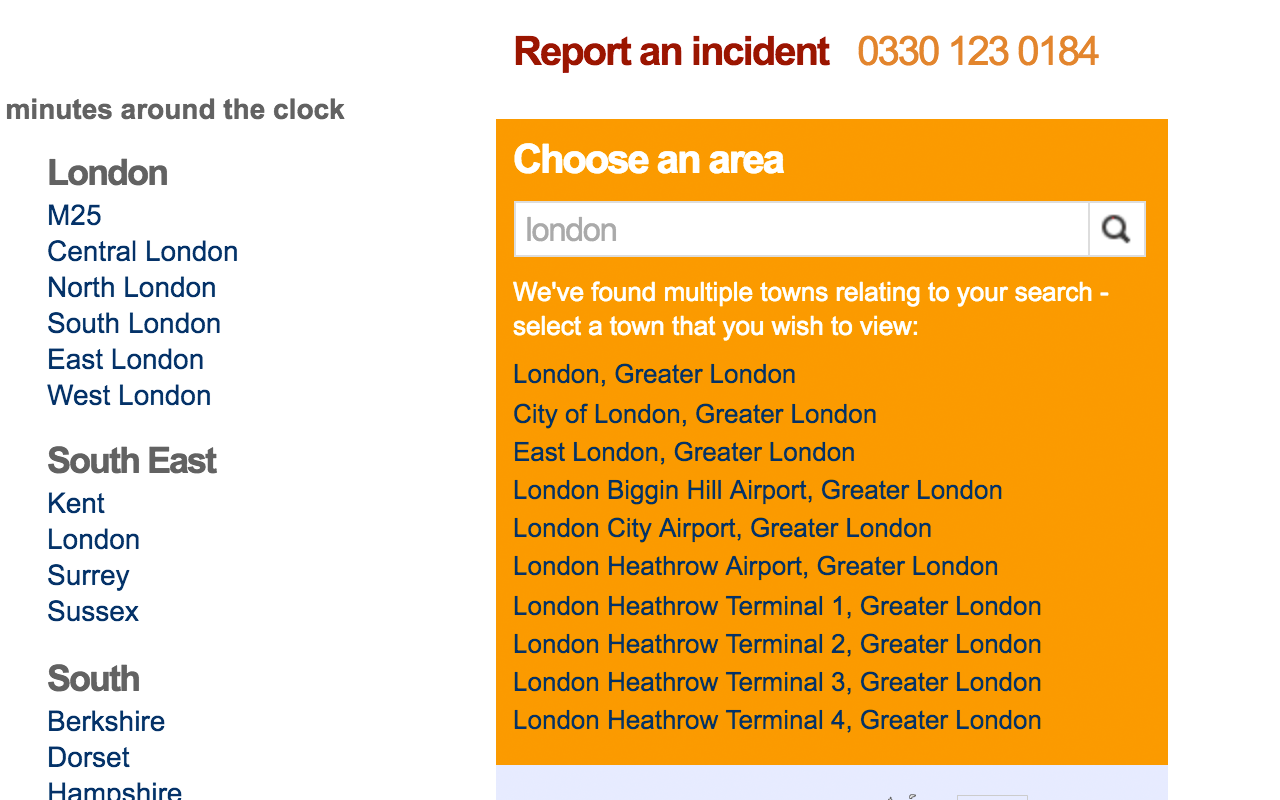 Report an incident 0330 123 0184
minutes around the clock
London
M25
Central London
North London
South London
East London
West London
South East
Kent
London
Surrey
Sussex
South
Berkshire
Dorset
Hampshire
Choose an area
london
We've found multiple towns relating to your search -
select a town that you wish to view:
London, Greater London
City of London, Greater London
East London, Greater London
London Biggin Hill Airport, Greater London
London City Airport, Greater London
London Heathrow Airport, Greater London
London Heathrow Terminal 1, Greater London
London Heathrow Terminal 2, Greater London
London Heathrow Terminal 3, Greater London
London Heathrow Terminal 4, Greater London